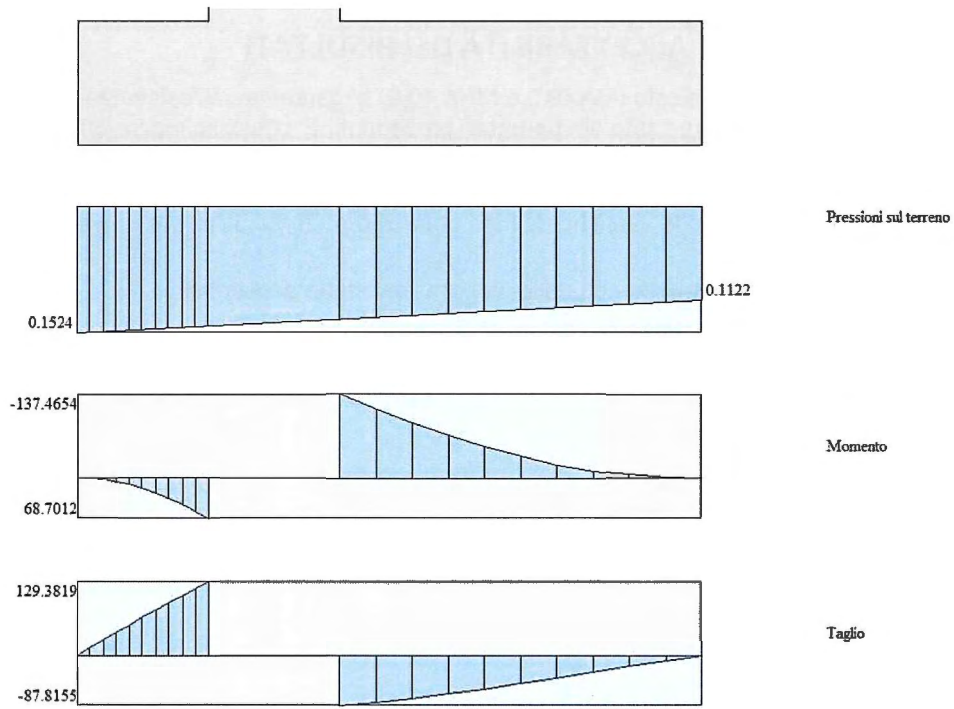 Pressioni sul terreno
0.1122
0.1524
-137.4654
Momento
68.7012
129.3819
Taglio
-87.8155